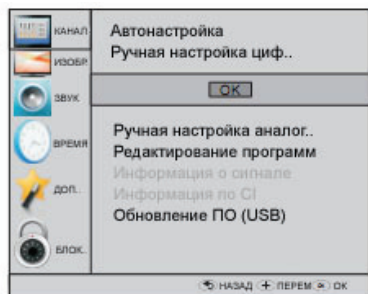 КАНАЛ
ИЗОБР.
ЗВУК
ВРЕМЯ
ДОП..
БЛОК.
Автонастройка
Ручная настройка циф..
OK
Ручная настройка аналог..
Редактирование программ
Информация о сигнале
Информация по CI
Обновление ПО (USB)
НАЗАД ПЕРЕМ OK